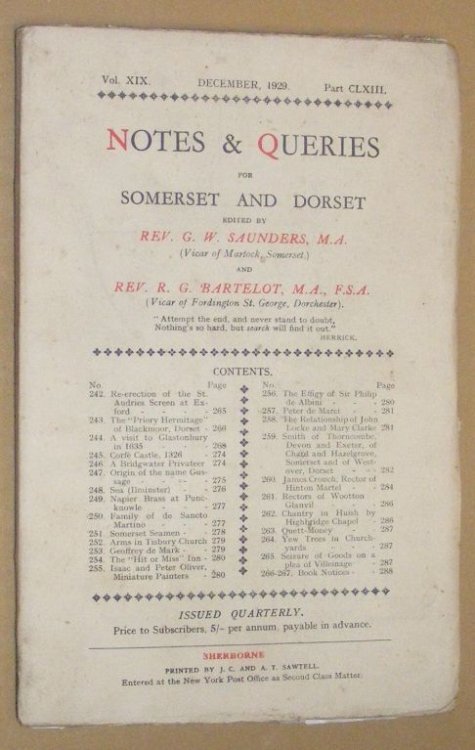 Vol. XIX. DECEMBER, 1929. Part CLXIII.
NOTES & QUERIES
FOR
SOMERSET AND DORSET
EDITED BY
REV. G. W. SAUNDERS, M.A.
(Vicar of Martock, Somerset.)
AND
REV. R. G. BARTELOT, M.A., F.S.A.
(Vicar of Fordington St. George, Dorchester).
"Attempt the end, and never stand to doubt,
Nothing's so hard, but search will find it out."
HERRICK.
CONTENTS.
No. Page
242. Re-erection of the St.
Audries Screen at Ex-
ford - - - - 265
243. The "Priory Hermitage"
of Blackmoor, Dorset - 266
244. A visit to Glastonbury
in 1635 - - - 268
245. Corfe Castle, 1326 - 274
246. A Bridgwater Privateer 274
247. Origin of the name Gus-
sage - - - - 275
248. Sex (Ilminster) - 276
249. Napier Brass at Punc-
knowle - - - 277
250. Family of de Sancto
Martino - - - 277
251. Somerset Seamen - - 278
252. Arms in Tisbury Church 279
253. Geoffrey de Mark - - 279
254. The "Hit or Miss" Inn - 280
255. Isaac and Peter Oliver,
Miniature Painters - 280
No. Page
256. The Effigy of Sir Philip
de Albini - - - 280
257. Peter de Marci - - 281
258. The Relationship of John
Locke and Mary Clarke 281
259. South of Thorncombe,
Devon and Exeter, of
Chard and Hazelgrove,
Somerset and of West-
over, Dorset - - 282
260. James Crouch, Rector of
Hinton Martel - - 284
261. Rectors of Wootton
Glanvil - - - 286
262. Chantry in Huish by
Highbridge Chapel - 286
263. Quett-Money - - 287
264. Yew Trees in Church-
yards - - - 287
265. Seizure of Goods on a
plea of Villeinage - 287
266-267. Book Notices - - 288
ISSUED QUARTERLY.
Price to Subscribers, 5/- per annum, payable in advance.
SHERBORNE
PRINTED BY J. C. AND A. T. SAWTELL.
Entered at the New York Post Office as Second Class Matter.